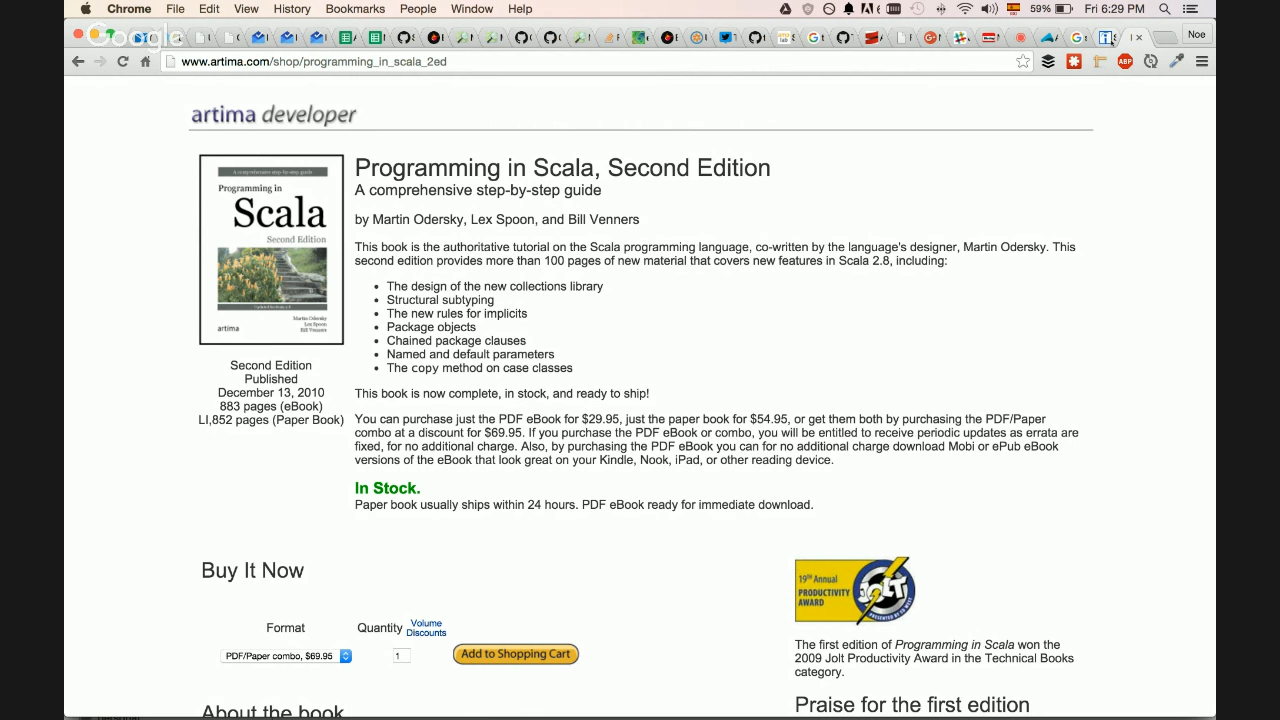 Chrome File Edit View History Bookmarks People Window Help 59% Fri 6:29 PM
Google
Noe
www.artima.com/shop/programming_in_scala_2ed
artima developer
A comprehensive step-by-step guide
Programming in
Scala
Second Edition
Martin Odersky
Lex Spoon
Bill Venners
artima
Second Edition
Published
December 13, 2010
883 pages (eBook)
LI,852 pages (Paper Book)
Programming in Scala, Second Edition
A comprehensive step-by-step guide
by Martin Odersky, Lex Spoon, and Bill Venners
This book is the authoritative tutorial on the Scala programming language, co-written by the language's designer, Martin Odersky. This
second edition provides more than 100 pages of new material that covers new features in Scala 2.8, including:
• The design of the new collections library
• Structural subtyping
• The new rules for implicits
• Package objects
• Chained package clauses
• Named and default parameters
• The copy method on case classes
This book is now complete, in stock, and ready to ship!
You can purchase just the PDF eBook for $29.95, just the paper book for $54.95, or get them both by purchasing the PDF/Paper
combo at a discount for $69.95. If you purchase the PDF eBook or combo, you will be entitled to receive periodic updates as errata are
fixed, for no additional charge. Also, by purchasing the PDF eBook you can for no additional charge download Mobi or ePub eBook
versions of the eBook that look great on your Kindle, Nook, iPad, or other reading device.
In Stock.
Paper book usually ships within 24 hours. PDF eBook ready for immediate download.
Buy It Now
Format Quantity Volume
Discounts
PDF/Paper combo, $69.95 1 Add to Shopping Cart
About the book
19TH Annual
PRODUCTIVITY
AWARD
JOLT
The first edition of Programming in Scala won the
2009 Jolt Productivity Award in the Technical Books
category.
Praise for the first edition